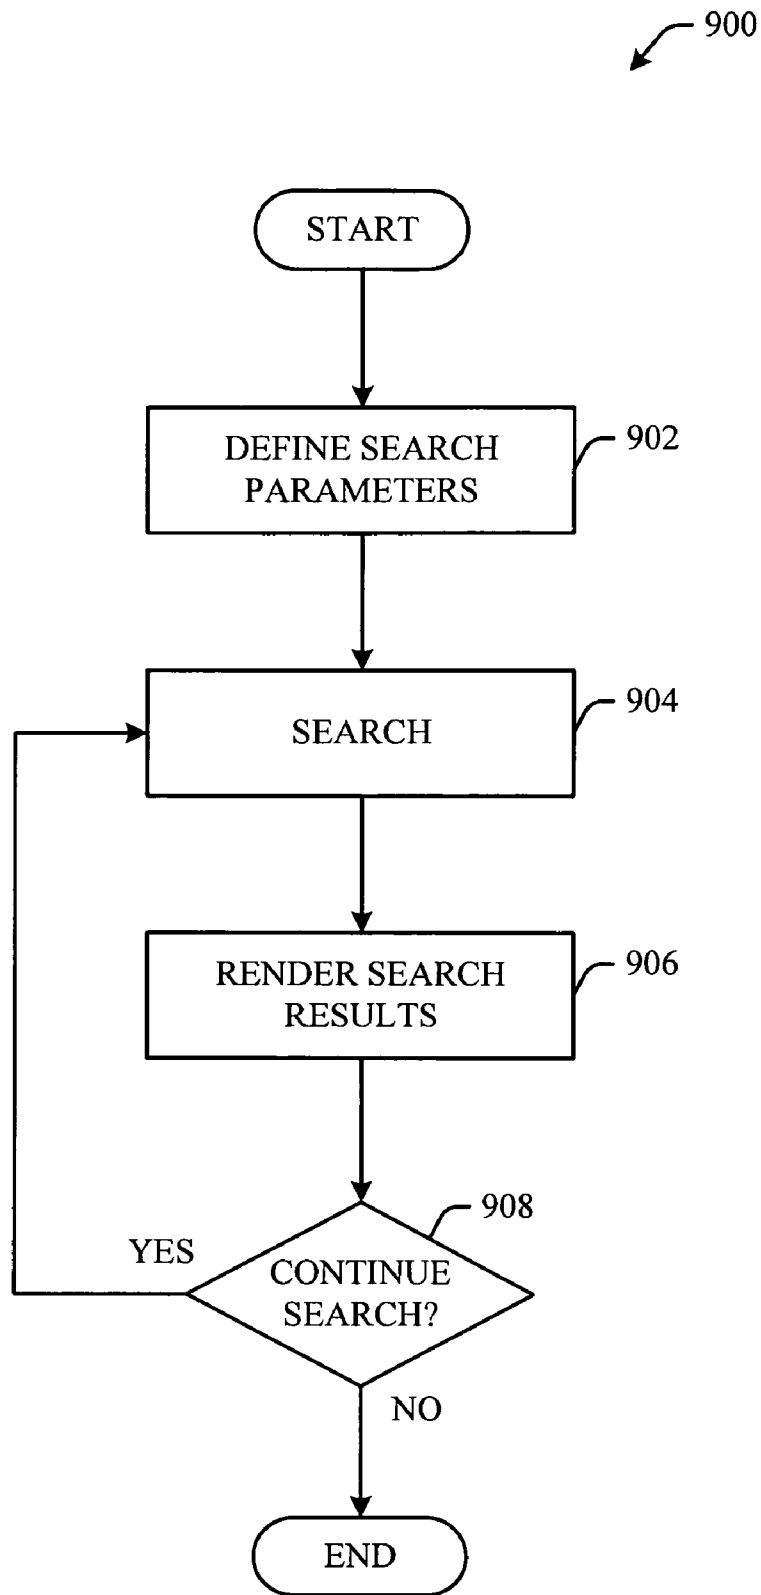 900
START
DEFINE SEARCH
PARAMETERS
902
SEARCH
904
RENDER SEARCH
RESULTS
906
908
YES
CONTINUE
SEARCH?
NO
END